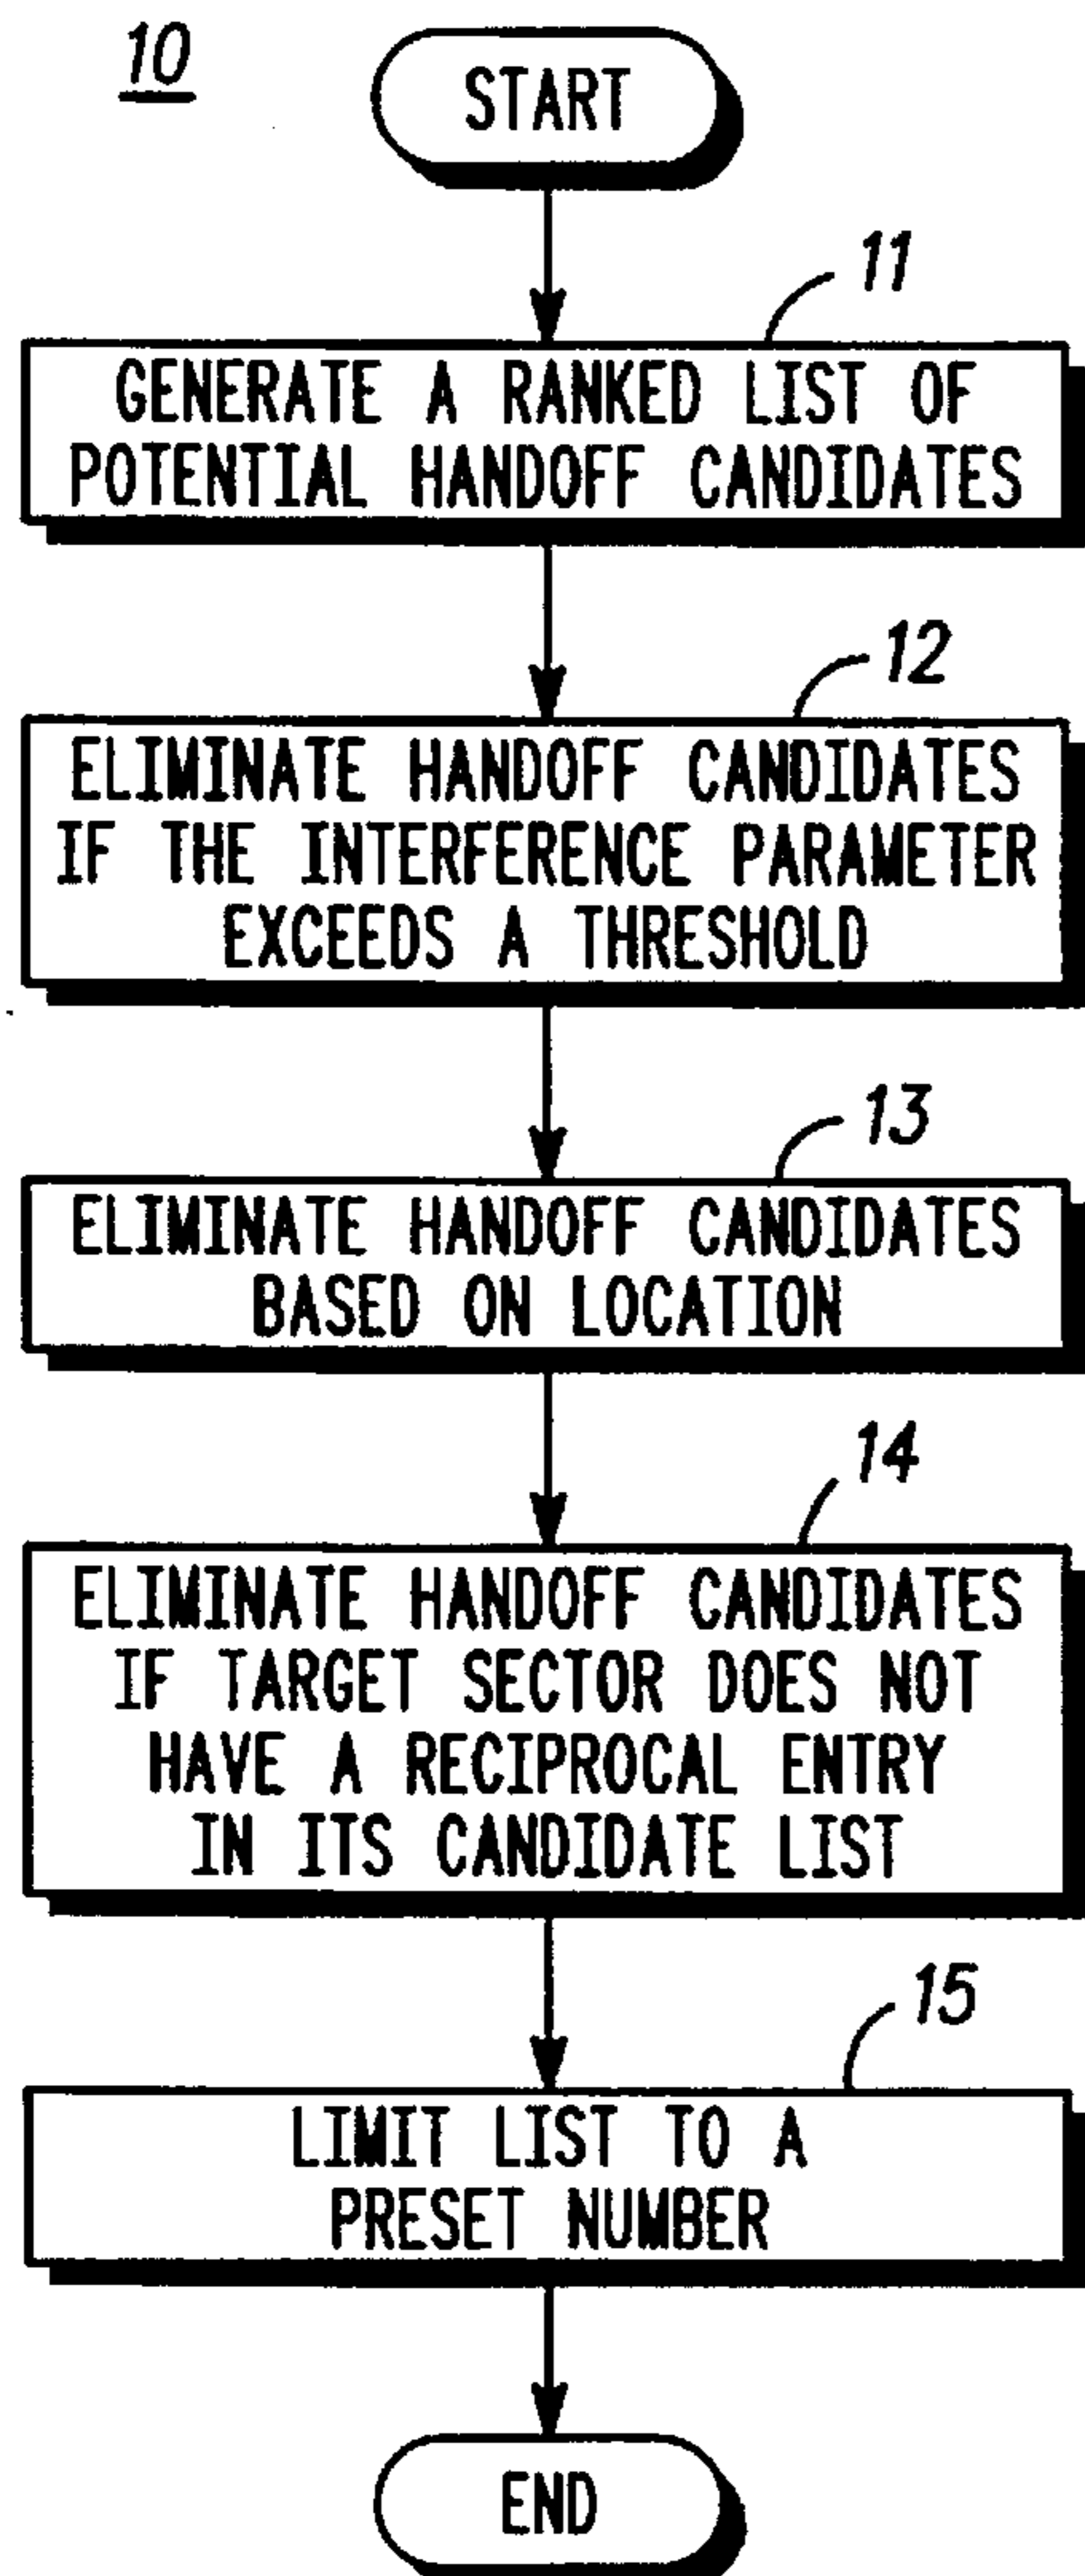 10
START
11
GENERATE A RANKED LIST OF
POTENTIAL HANDOFF CANDIDATES
12
ELIMINATE HANDOFF CANDIDATES
IF THE INTERFERENCE PARAMETER
EXCEEDS A THRESHOLD
13
ELIMINATE HANDOFF CANDIDATES
BASED ON LOCATION
14
ELIMINATE HANDOFF CANDIDATES
IF TARGET SECTOR DOES NOT
HAVE A RECIPROCAL ENTRY
IN ITS CANDIDATE LIST
15
LIMIT LIST TO A
PRESET NUMBER
END